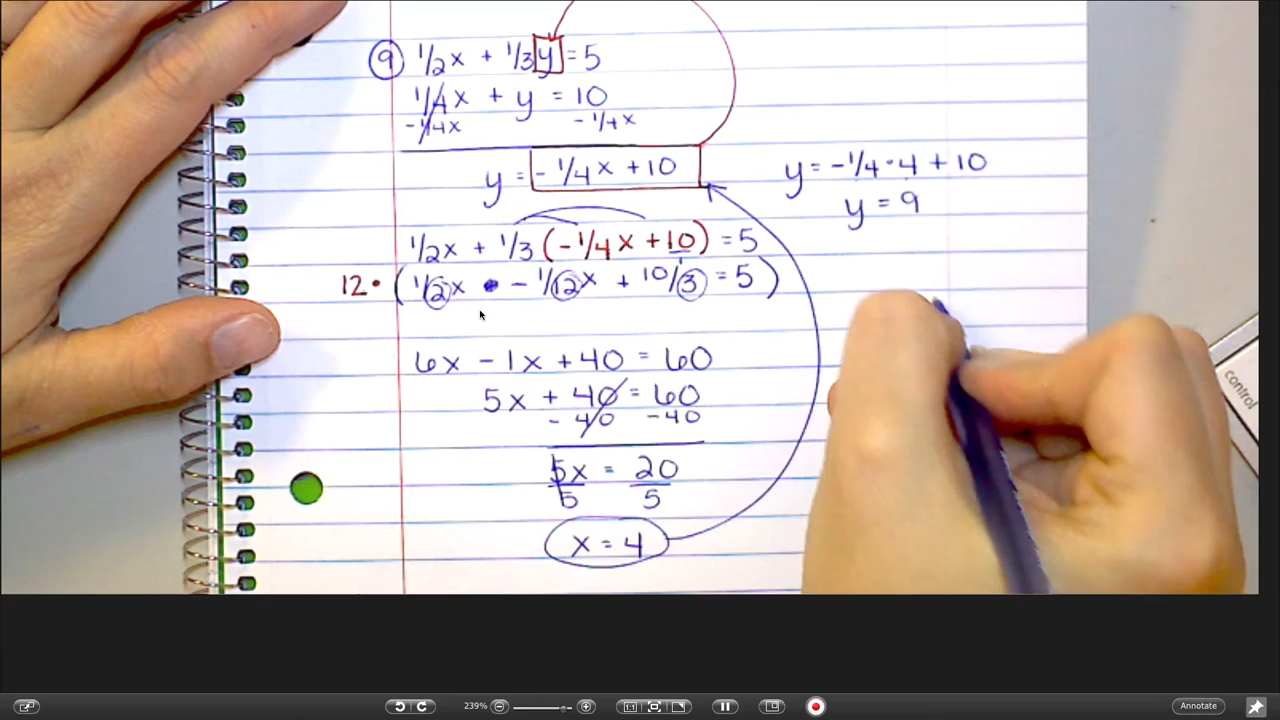 9 1/2x + 1/3y = 5
1/4x + y = 10
-1/4x -1/4x
y = -1/4x + 10
1/2x + 1/3(-1/4x + 10) = 5
12•(1/2x - 1/12x + 10/3 = 5)
6x - 1x + 40 = 60
5x + 40 = 60
-40 -40
5x = 20
5 5
x = 4
y = -1/4•4 + 10
y = 9
control
239%
1:1
Annotate